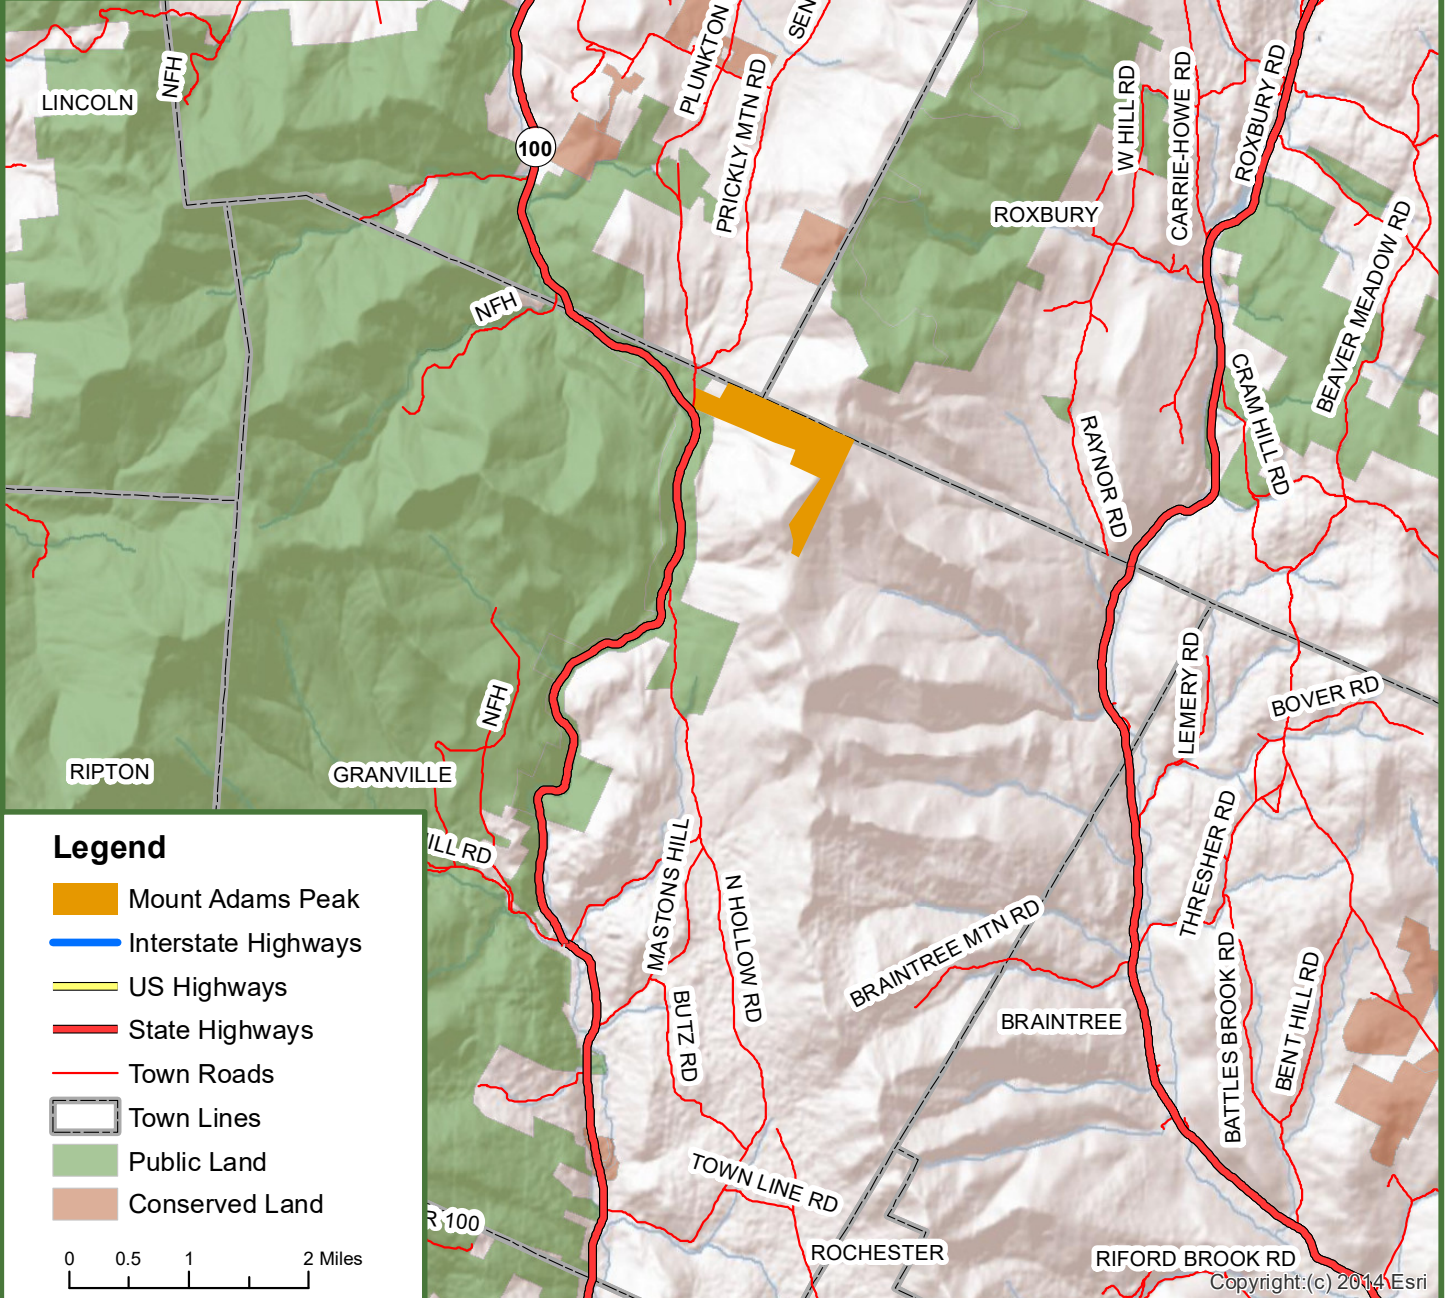 PLUNKTON
SEN
NFH
LINCOLN
PRICKLY MTN RD
W HILL RD
CARRIE-HOWE RD
ROXBURY RD
100
ROXBURY
BEAVER MEADOW RD
NFH
CRAM HILL RD
RAYNOR RD
LEMERY RD
BOVER RD
NFH
RIPTON
GRANVILLE
THRESHER RD
ILL RD
MASTONS HILL
N HOLLOW RD
BRAINTREE MTN RD
BATTLES BROOK RD
BENT HILL RD
BUTZ RD
BRAINTREE
TOWN LINE RD
R 100
ROCHESTER
RIFORD BROOK RD
Legend
Mount Adams Peak
Interstate Highways
US Highways
State Highways
Town Roads
Town Lines
Public Land
Conserved Land
0 0.5 1 2 Miles
Copyright:(c) 2014 Esri